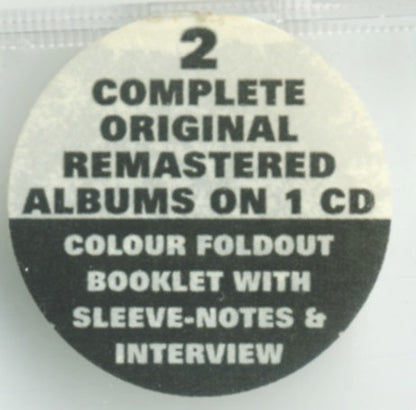 2
COMPLETE
ORIGINAL
REMASTERED
ALBUMS ON 1 CD
COLOUR FOLDOUT
BOOKLET WITH
SLEEVE-NOTES &
INTERVIEW